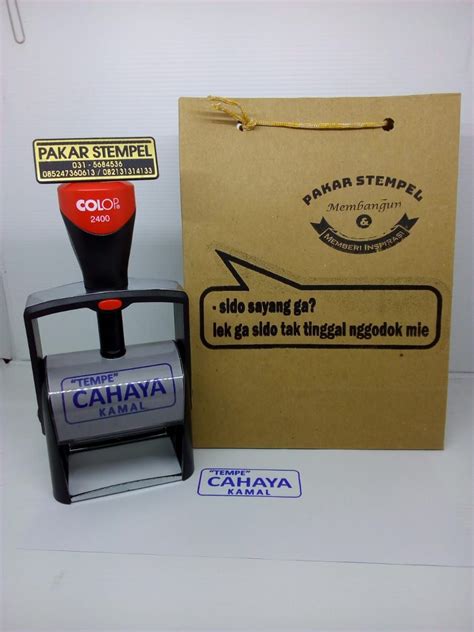 PAKAR STEMPEL
031 - 5684536
085247360613 / 082131314133
COLOP
2400
"TEMPE"
CAHAYA
KAMAL
PAKAR STEMPEL
Membangun
&
MEMBERI INSPIRASI
- sido sayang ga?
lek ga sido tak tinggal nggodok mie
"TEMPE"
CAHAYA
KAMAL